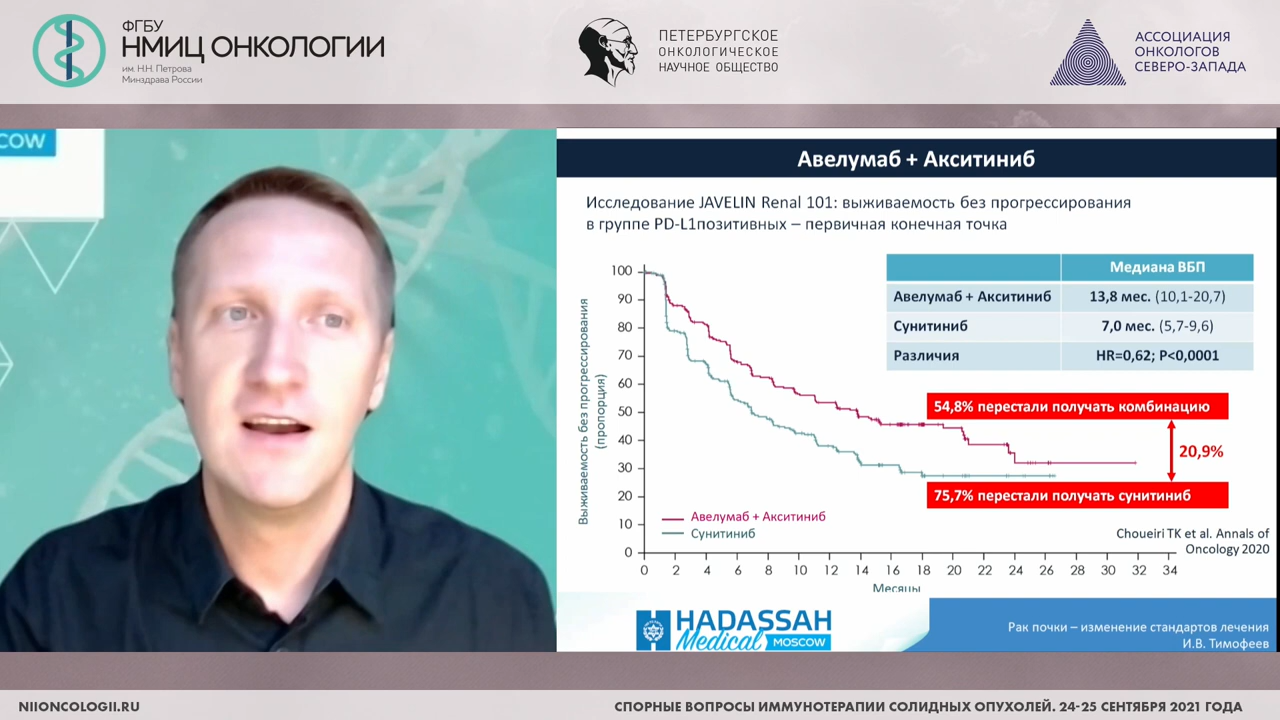 ФГБУ
НМИЦ ОНКОЛОГИИ
им. Н.Н. Петрова
Минздрава России
ПЕТЕРБУРГСКОЕ
ОНКОЛОГИЧЕСКОЕ
НАУЧНОЕ ОБЩЕСТВО
АССОЦИАЦИЯ
ОНКОЛОГОВ
СЕВЕРО-ЗАПАДА
COW
Авелумаб + Акситиниб
Исследование JAVELIN Renal 101: выживаемость без прогрессирования
в группе PD-L1позитивных – первичная конечная точка
Медиана ВБП
Авелумаб + Акситиниб 13,8 мес. (10,1-20,7)
Сунитиниб 7,0 мес. (5,7-9,6)
Различия HR=0,62; P<0,0001
Выживаемость без прогрессирования
(пропорция)
100
90
80
70
60
50
40
30
20
10
0
54,8% перестали получать комбинацию
20,9%
75,7% перестали получать сунитиниб
Авелумаб + Акситиниб
Сунитиниб
0 2 4 6 8 10 12 14 16 18 20 22 24 26 28 30 32 34
Месяцы
Choueiri TK et al. Annals of
Oncology 2020
HADASSAH
Medical MOSCOW
Рак почки – изменение стандартов лечения
И.В. Тимофеев
NIIONCOLOGII.RU
СПОРНЫЕ ВОПРОСЫ ИММУНОТЕРАПИИ СОЛИДНЫХ ОПУХОЛЕЙ. 24-25 СЕНТЯБРЯ 2021 ГОДА